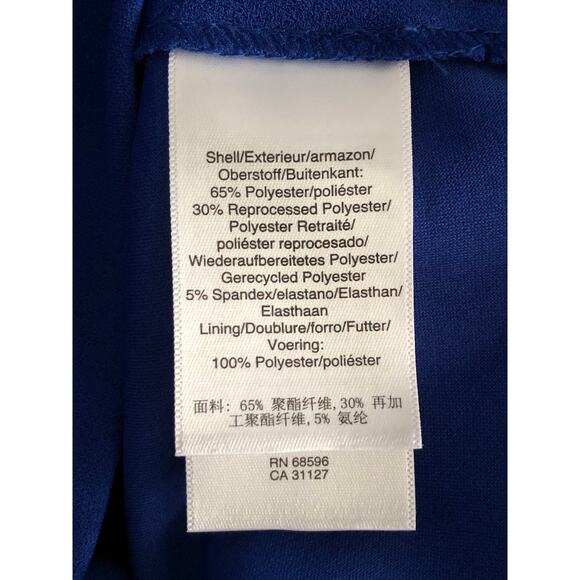 Shell/Exterieur/armazon/
Oberstoff/Buitenkant:
65% Polyester/poliéster
30% Reprocessed Polyester/
Polyester Retraité/
poliéster reprocesado/
Wiederaufbereitetes Polyester/
Gerecycled Polyester
5% Spandex/elastano/Elasthan/
Elasthaan
Lining/Doublure/forro/Futter/
Voering:
100% Polyester/poliéster
面料: 65% 聚酯纤维,30% 再加
工聚酯纤维,5% 氨纶
RN 68596
CA 31127